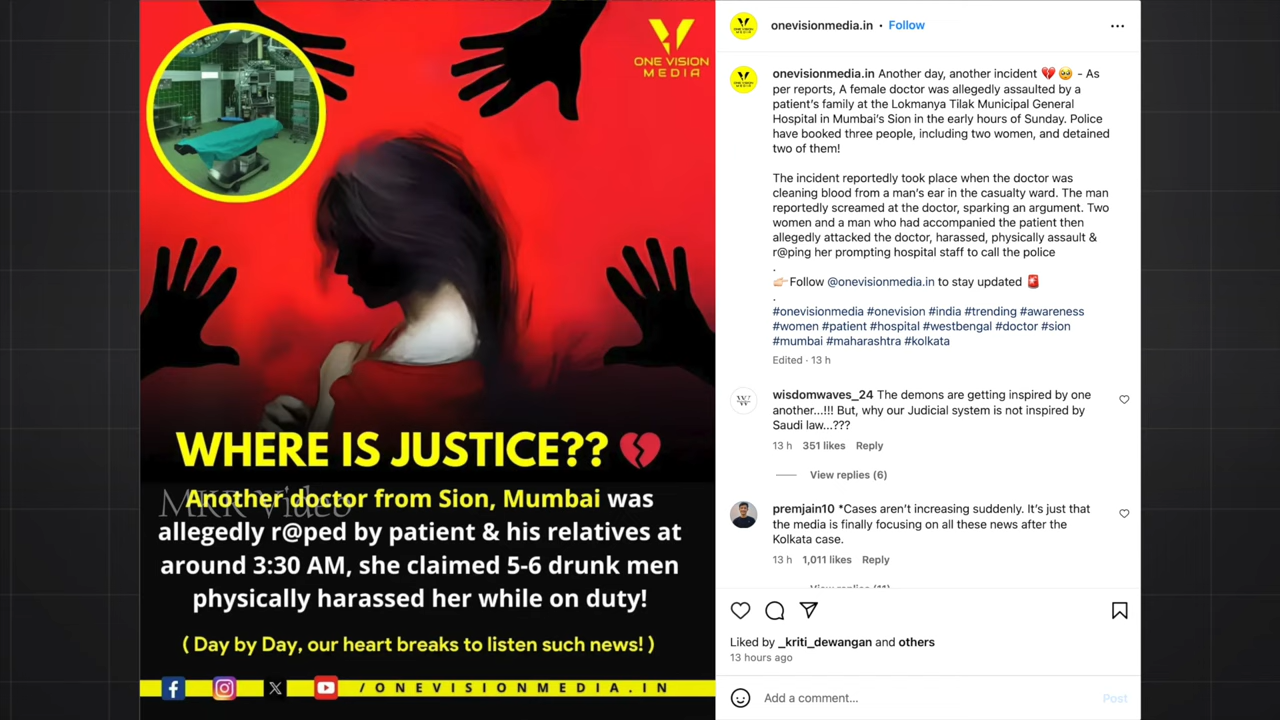 ONE VISION
MEDIA
WHERE IS JUSTICE?? 💔
MKR Video
Another doctor from Sion, Mumbai was
allegedly r@ped by patient & his relatives at
around 3:30 AM, she claimed 5-6 drunk men
physically harassed her while on duty!
( Day by Day, our heart breaks to listen such news! )
/ONEVISIONMEDIA.IN
onevisionmedia.in • Follow
onevisionmedia.in Another day, another incident 💔 🥺 - As
per reports, A female doctor was allegedly assaulted by a
patient's family at the Lokmanya Tilak Municipal General
Hospital in Mumbai's Sion in the early hours of Sunday. Police
have booked three people, including two women, and detained
two of them!
The incident reportedly took place when the doctor was
cleaning blood from a man's ear in the casualty ward. The man
reportedly screamed at the doctor, sparking an argument. Two
women and a man who had accompanied the patient then
allegedly attacked the doctor, harassed, physically assault &
r@ping her prompting hospital staff to call the police
.
👉🏻Follow @onevisionmedia.in to stay updated 🚨
.
#onevisionmedia #onevision #india #trending #awareness
#women #patient #hospital #westbengal #doctor #sion
#mumbai #maharashtra #kolkata
Edited · 13 h
wisdomwaves_24 The demons are getting inspired by one
another...!!! But, why our Judicial system is not inspired by
Saudi law...???
13 h 351 likes Reply
View replies (6)
premjain10 *Cases aren't increasing suddenly. It's just that
the media is finally focusing on all these news after the
Kolkata case.
13 h 1,011 likes Reply
View replies (11)
Liked by _kriti_dewangan and others
13 hours ago
Add a comment...
Post